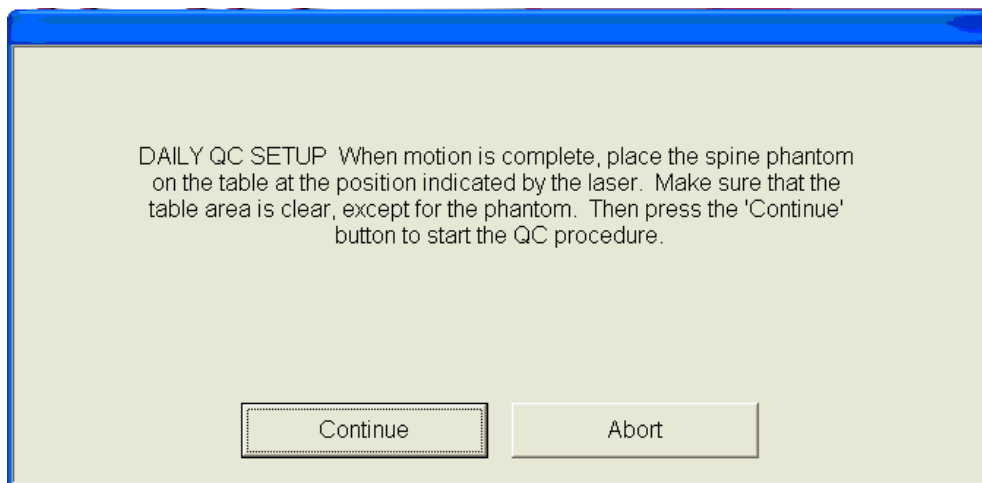 DAILY QC SETUP  When motion is complete, place the spine phantom
on the table at the position indicated by the laser.  Make sure that the
table area is clear, except for the phantom.  Then press the 'Continue'
button to start the QC procedure.
Continue
Abort